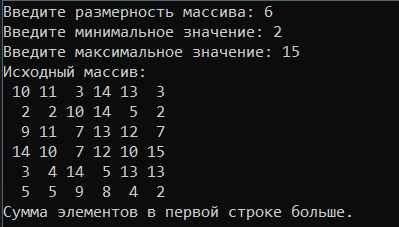 Введите размерность массива: 6
Введите минимальное значение: 2
Введите максимальное значение: 15
Исходный массив:
10 11 3 14 13 3
2 2 10 14 5 2
9 11 7 13 12 7
14 10 7 12 10 15
3 4 14 5 13 13
5 5 9 8 4 2
Сумма элементов в первой строке больше.